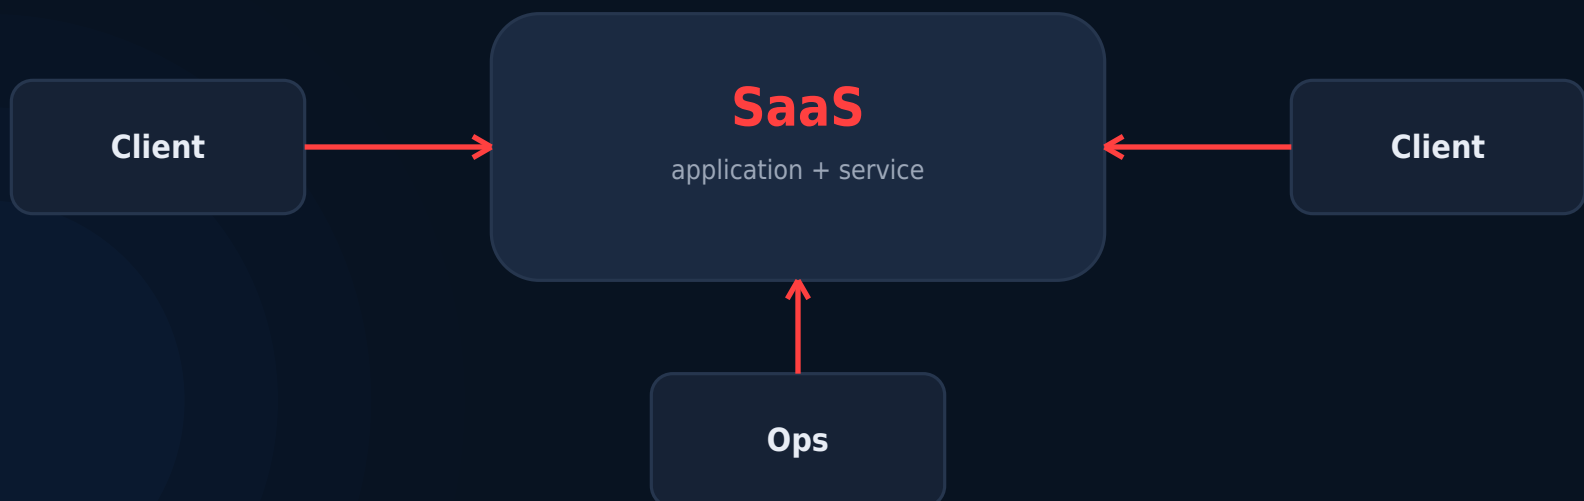 SaaS
application + service
Client
Client
Ops